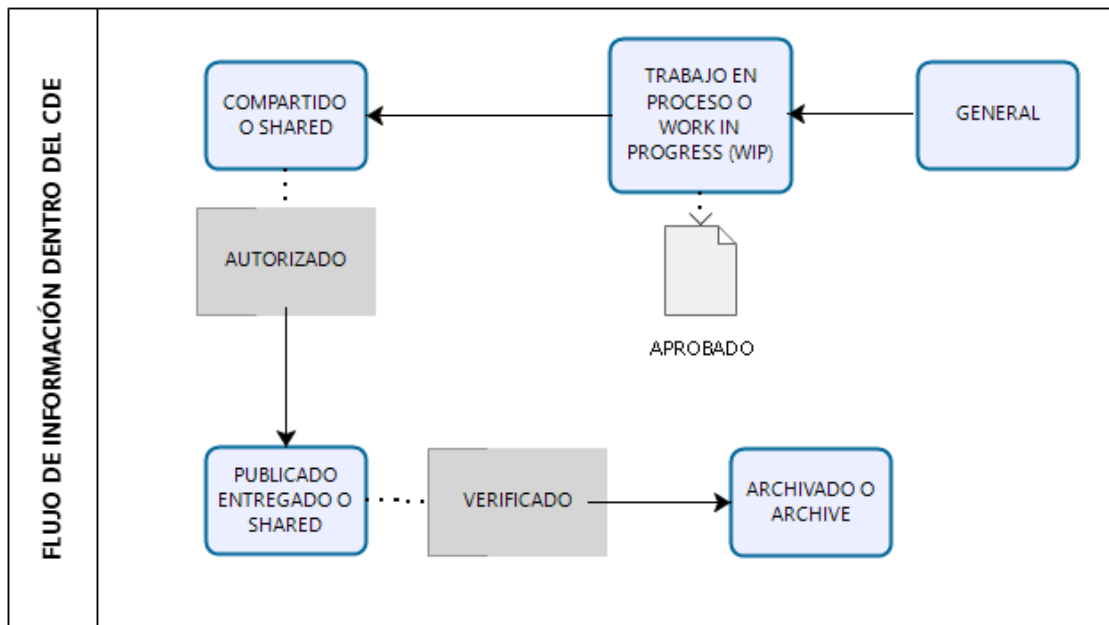 FLUJO DE INFORMACIÓN DENTRO DEL CDE
COMPARTIDO
O SHARED
TRABAJO EN
PROCESO O
WORK IN
PROGRESS (WIP)
GENERAL
AUTORIZADO
APROBADO
PUBLICADO
ENTREGADO O
SHARED
VERIFICADO
ARCHIVADO O
ARCHIVE